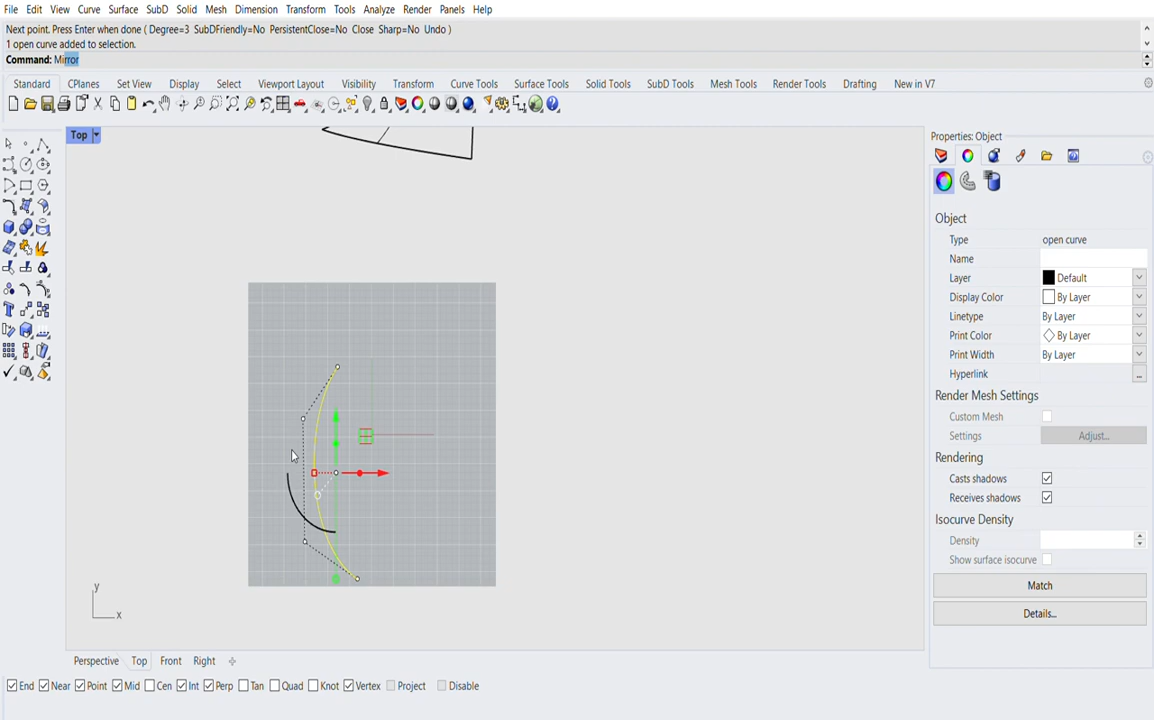 File Edit View Curve Surface SubD Solid Mesh Dimension Transform Tools Analyze Render Panels Help
Next point. Press Enter when done ( Degree=3 SubDFriendly=No PersistentClose=No Close Sharp=No Undo )
1 open curve added to selection.
Command: Mirror
Standard CPlanes Set View Display Select Viewport Layout Visibility Transform Curve Tools Surface Tools Solid Tools SubD Tools Mesh Tools Render Tools Drafting New in V7
Top
Properties: Object
Object
Type open curve
Name
Layer Default
Display Color By Layer
Linetype By Layer
Print Color By Layer
Print Width By Layer
Hyperlink ...
Render Mesh Settings
Custom Mesh
Settings Adjust...
Rendering
Casts shadows
Receives shadows
Isocurve Density
Density
Show surface isocurve
Match
Details...
y
x
Perspective Top Front Right
End Near Point Mid Cen Int Perp Tan Quad Knot Vertex Project Disable